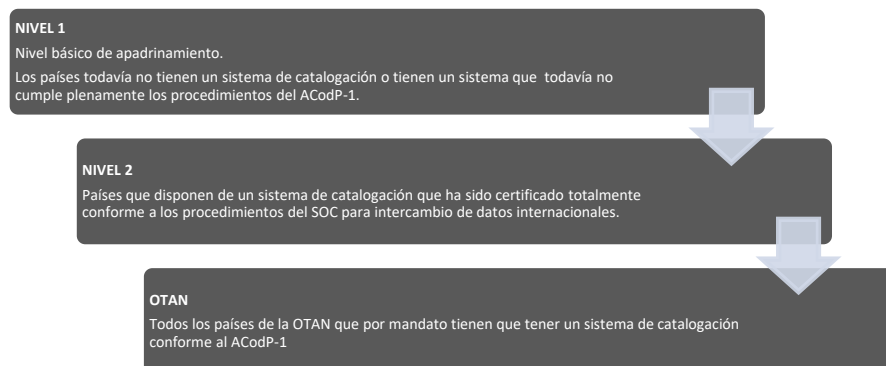 NIVEL 1
Nivel básico de apadrinamiento.
Los países todavía no tienen un sistema de catalogación o tienen un sistema que todavía no
cumple plenamente los procedimientos del ACodP-1.
NIVEL 2
Países que disponen de un sistema de catalogación que ha sido certificado totalmente
conforme a los procedimientos del SOC para intercambio de datos internacionales.
OTAN
Todos los países de la OTAN que por mandato tienen que tener un sistema de catalogación
conforme al ACodP-1